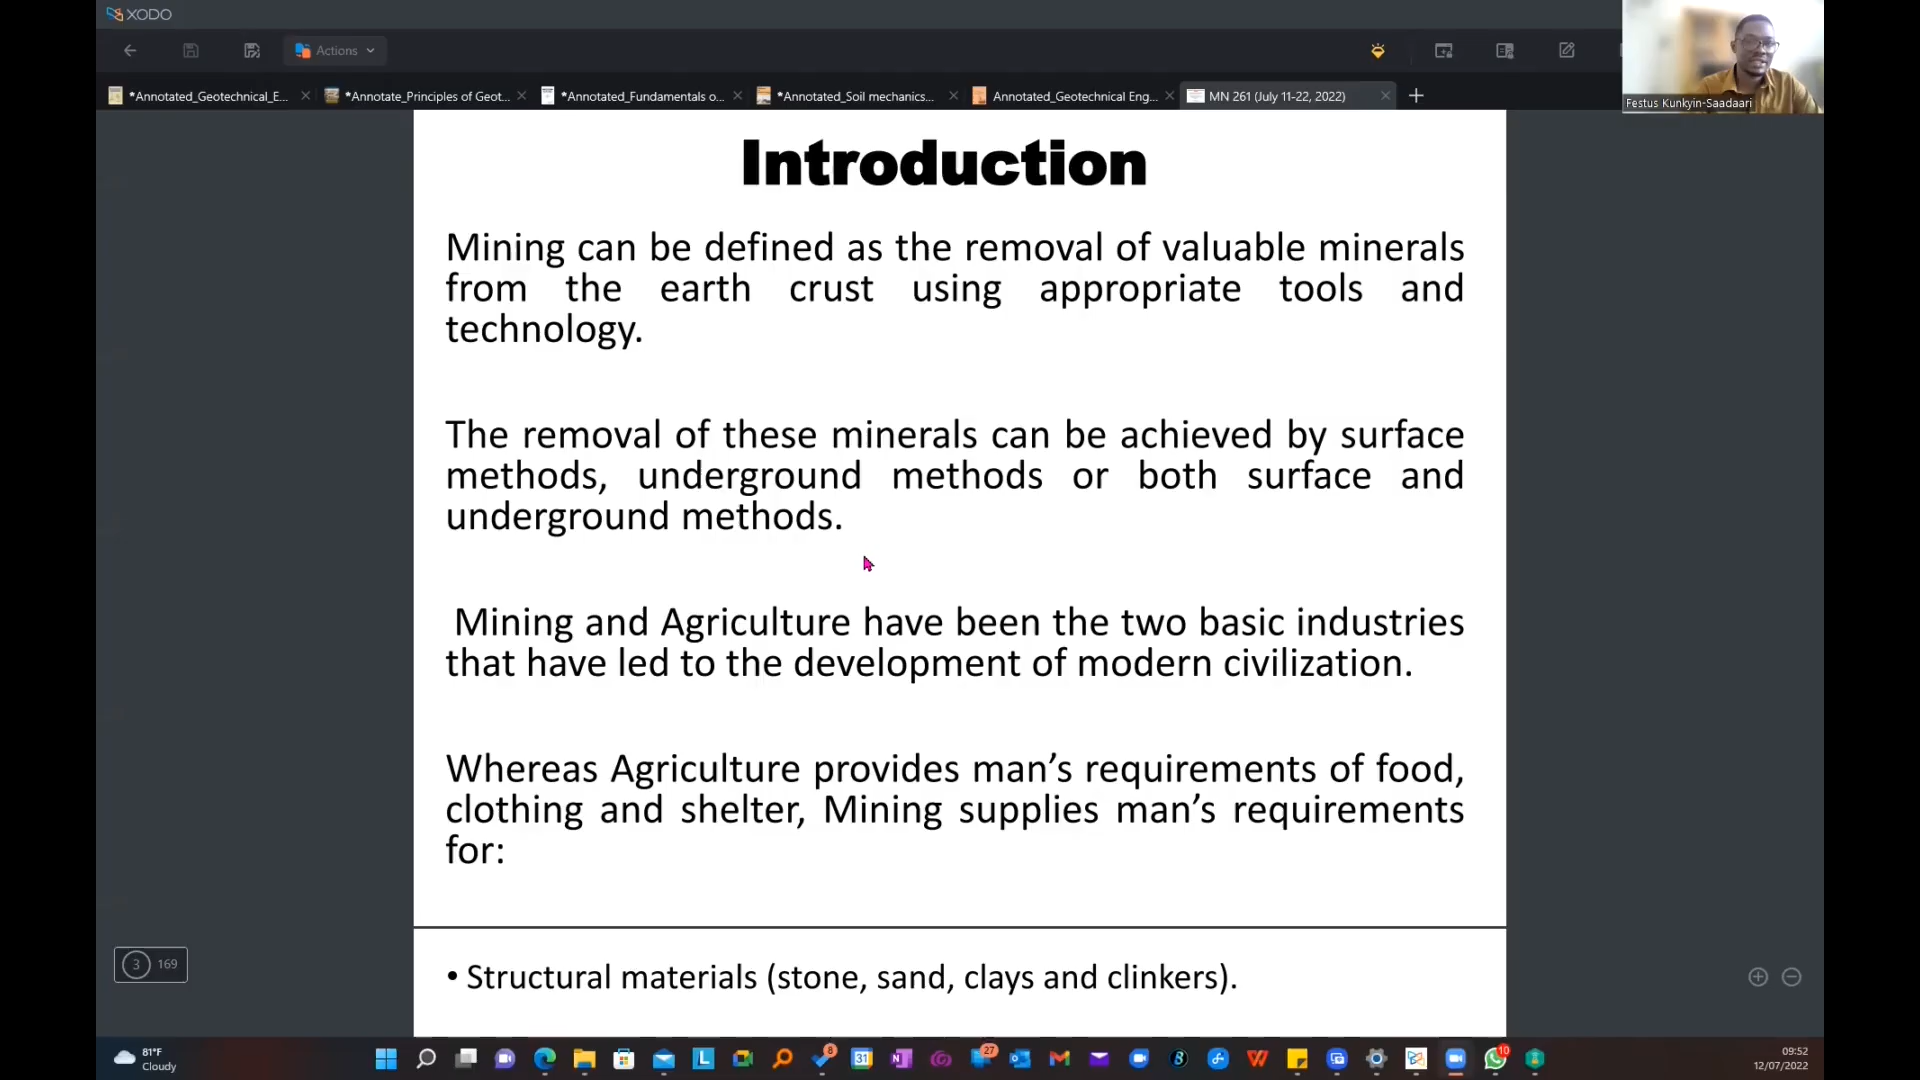 XODO
Actions
*Annotated_Geotechnical_E...
*Annotate_Principles of Geot...
*Annotated_Fundamentals o...
*Annotated_Soil mechanics...
Annotated_Geotechnical Eng...
MN 261 (July 11-22, 2022)
Festus Kunkyin-Saadaari
Introduction
Mining can be defined as the removal of valuable minerals
from the earth crust using appropriate tools and
technology.
The removal of these minerals can be achieved by surface
methods, underground methods or both surface and
underground methods.
Mining and Agriculture have been the two basic industries
that have led to the development of modern civilization.
Whereas Agriculture provides man’s requirements of food,
clothing and shelter, Mining supplies man’s requirements
for:
• Structural materials (stone, sand, clays and clinkers).
3 169
81°F
Cloudy
8
31
27
10
09:52
12/07/2022